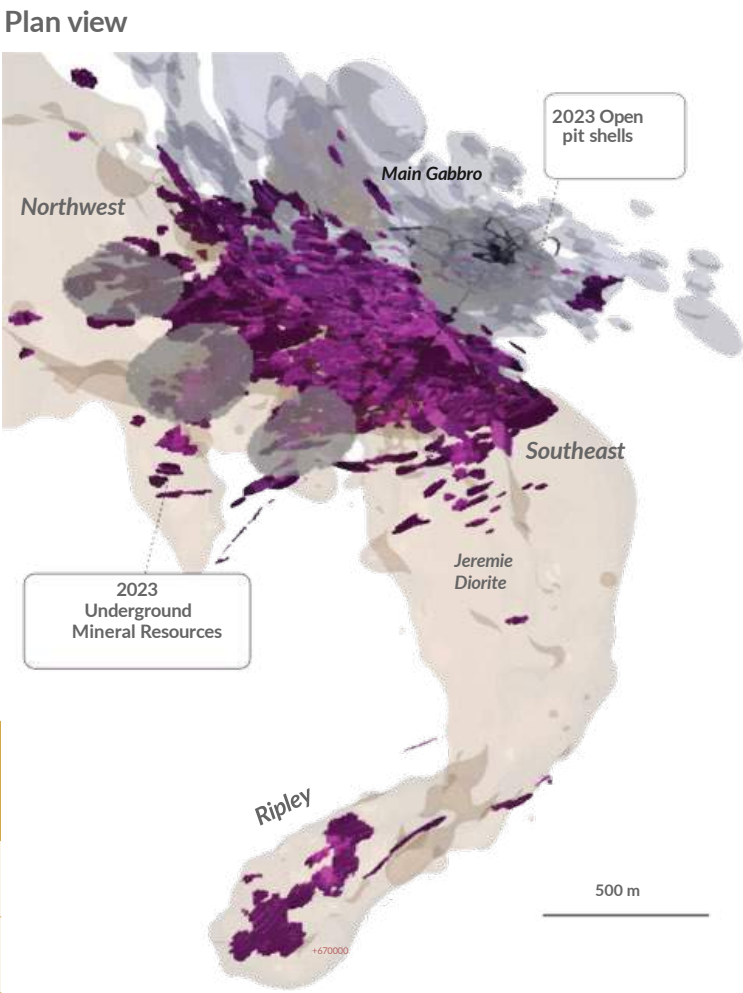 Plan view
2023 Open
pit shells
Main Gabbro
Northwest
Southeast
Jeremie
Diorite
2023
Underground
Mineral Resources
Ripley
500 m
+670000